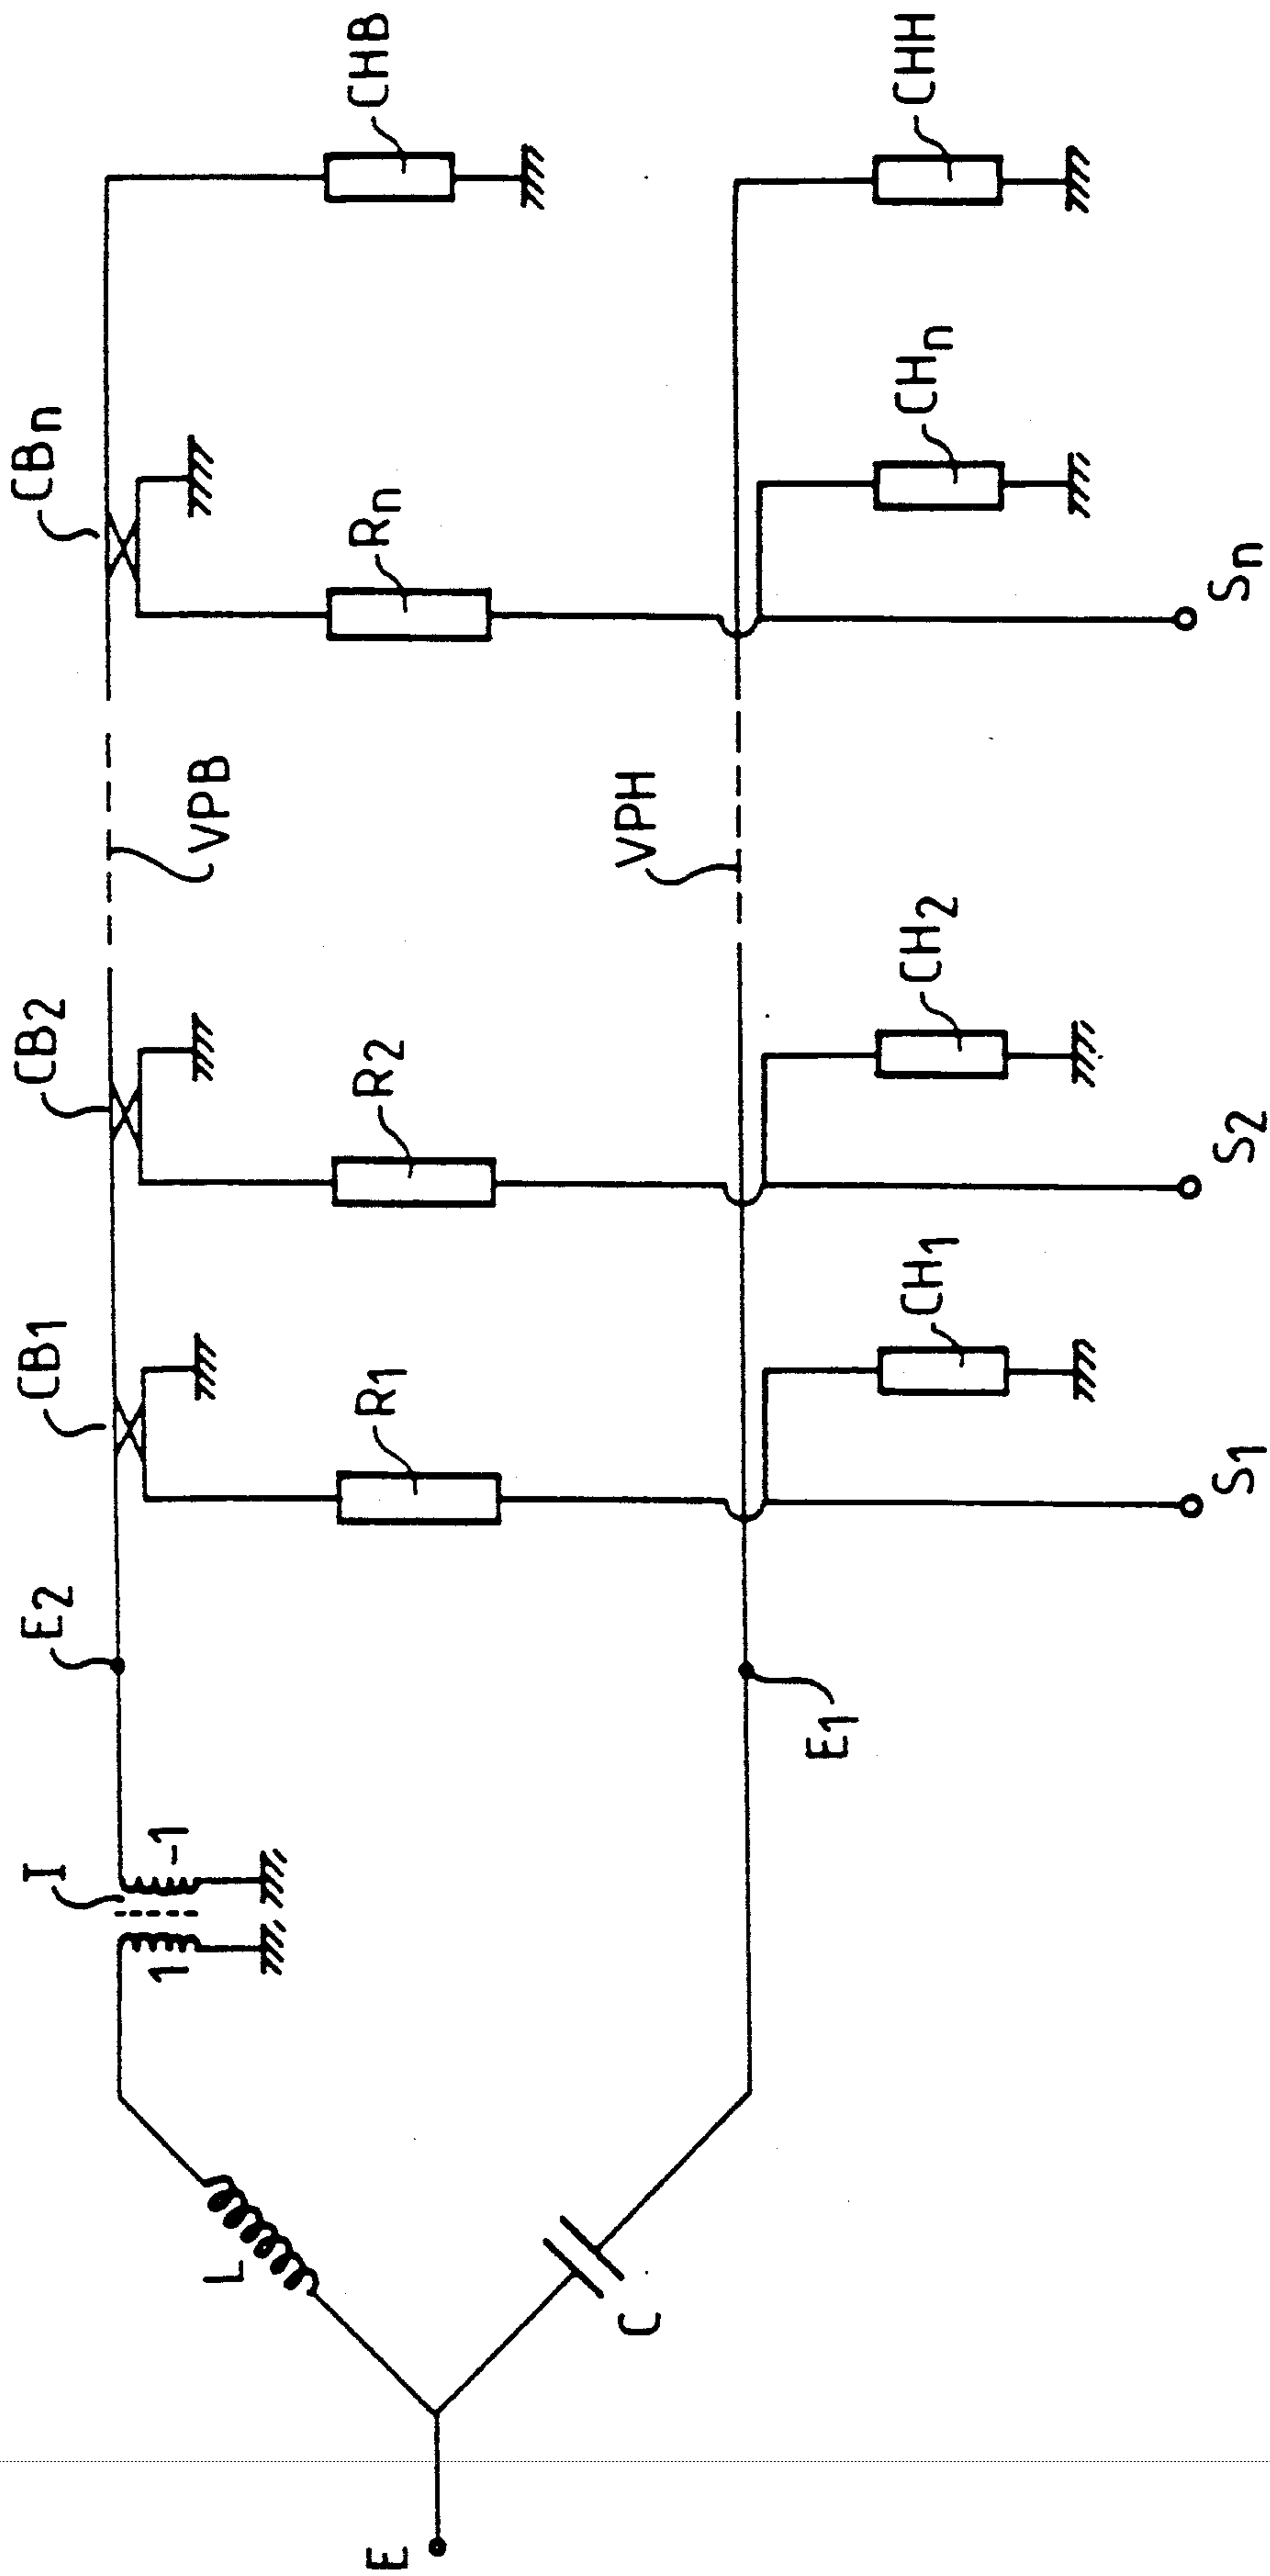 CB1
CB2
CBn
CHB
I
E2
VPB
1
-1
L
R1
R2
Rn
E
VPH
CHH
C
E1
CH1
CH2
CHn
S1
S2
Sn